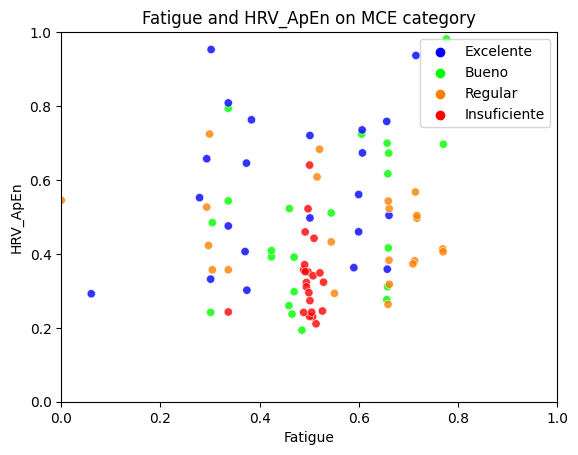 Fatigue and HRV_ApEn on MCE category
Excelente
Bueno
Regular
Insuficiente
1.0
0.8
0.6
0.4
0.2
0.0
HRV_ApEn
0.0 0.2 0.4 0.6 0.8 1.0
Fatigue